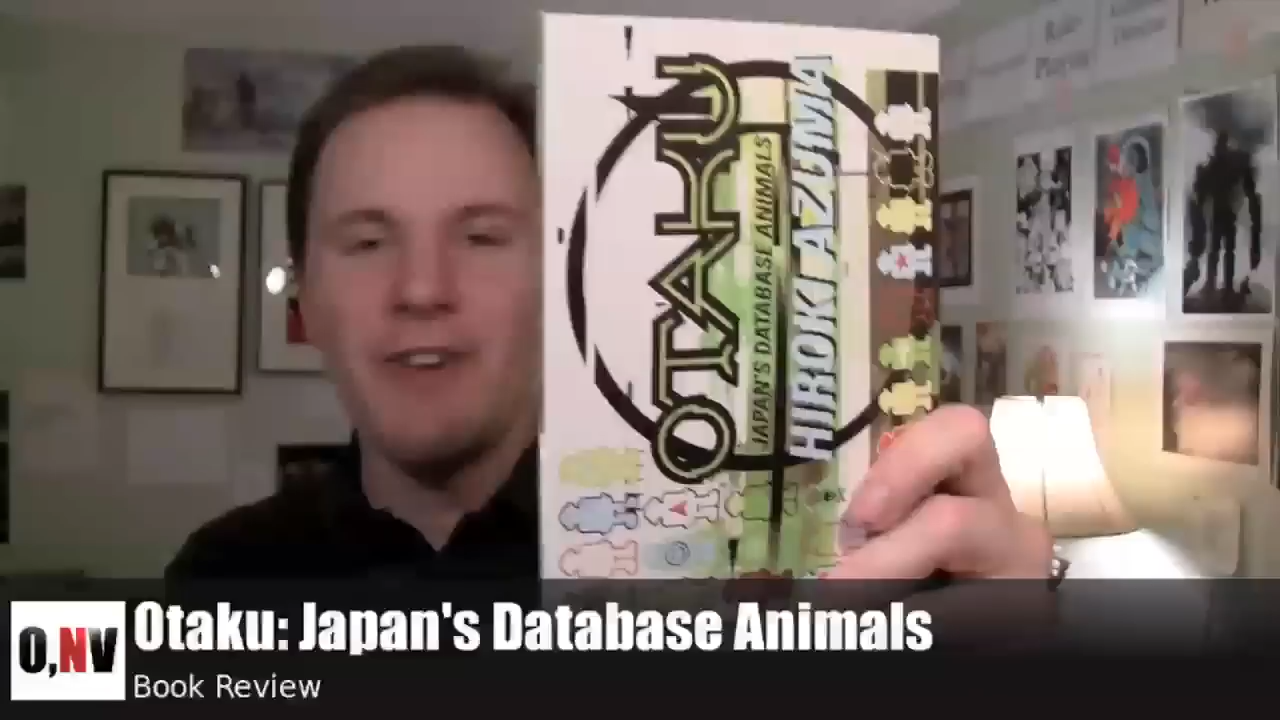 OTAKU
JAPAN'S DATABASE ANIMALS
HIROKI AZUMA
O,NV
Otaku: Japan's Database Animals
Book Review